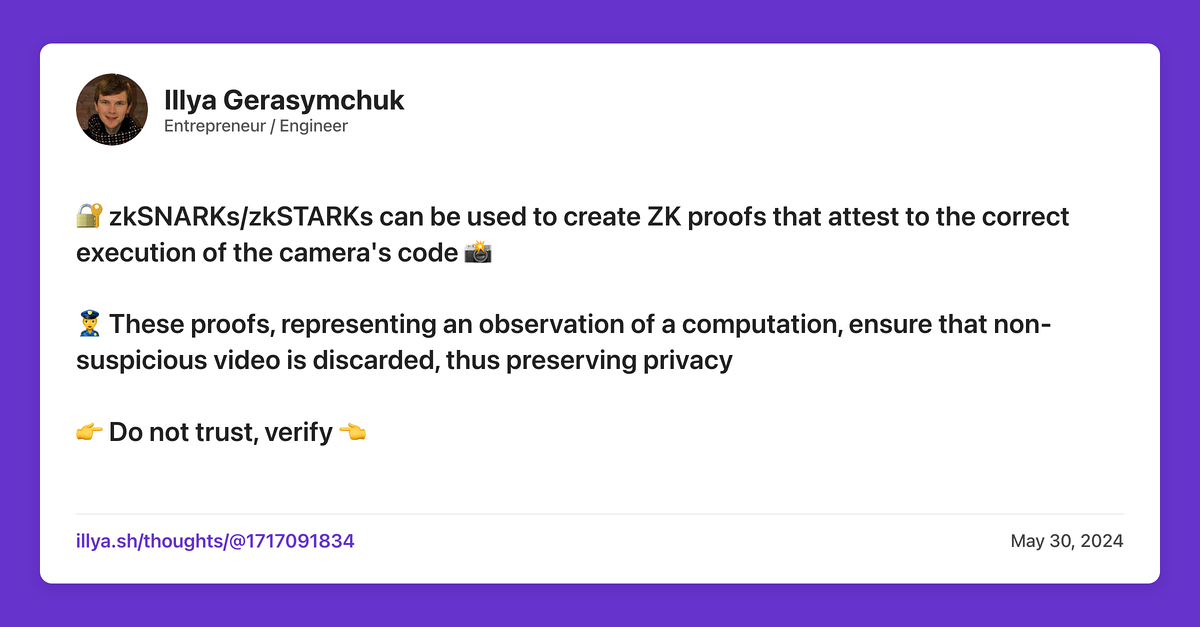 Illya Gerasymchuk
Entrepreneur / Engineer
🔐 zkSNARKs/zkSTARKs can be used to create ZK proofs that attest to the correct
execution of the camera's code 📸
👮 These proofs, representing an observation of a computation, ensure that non-
suspicious video is discarded, thus preserving privacy
👉 Do not trust, verify 👈
illya.sh/thoughts/@1717091834
May 30, 2024